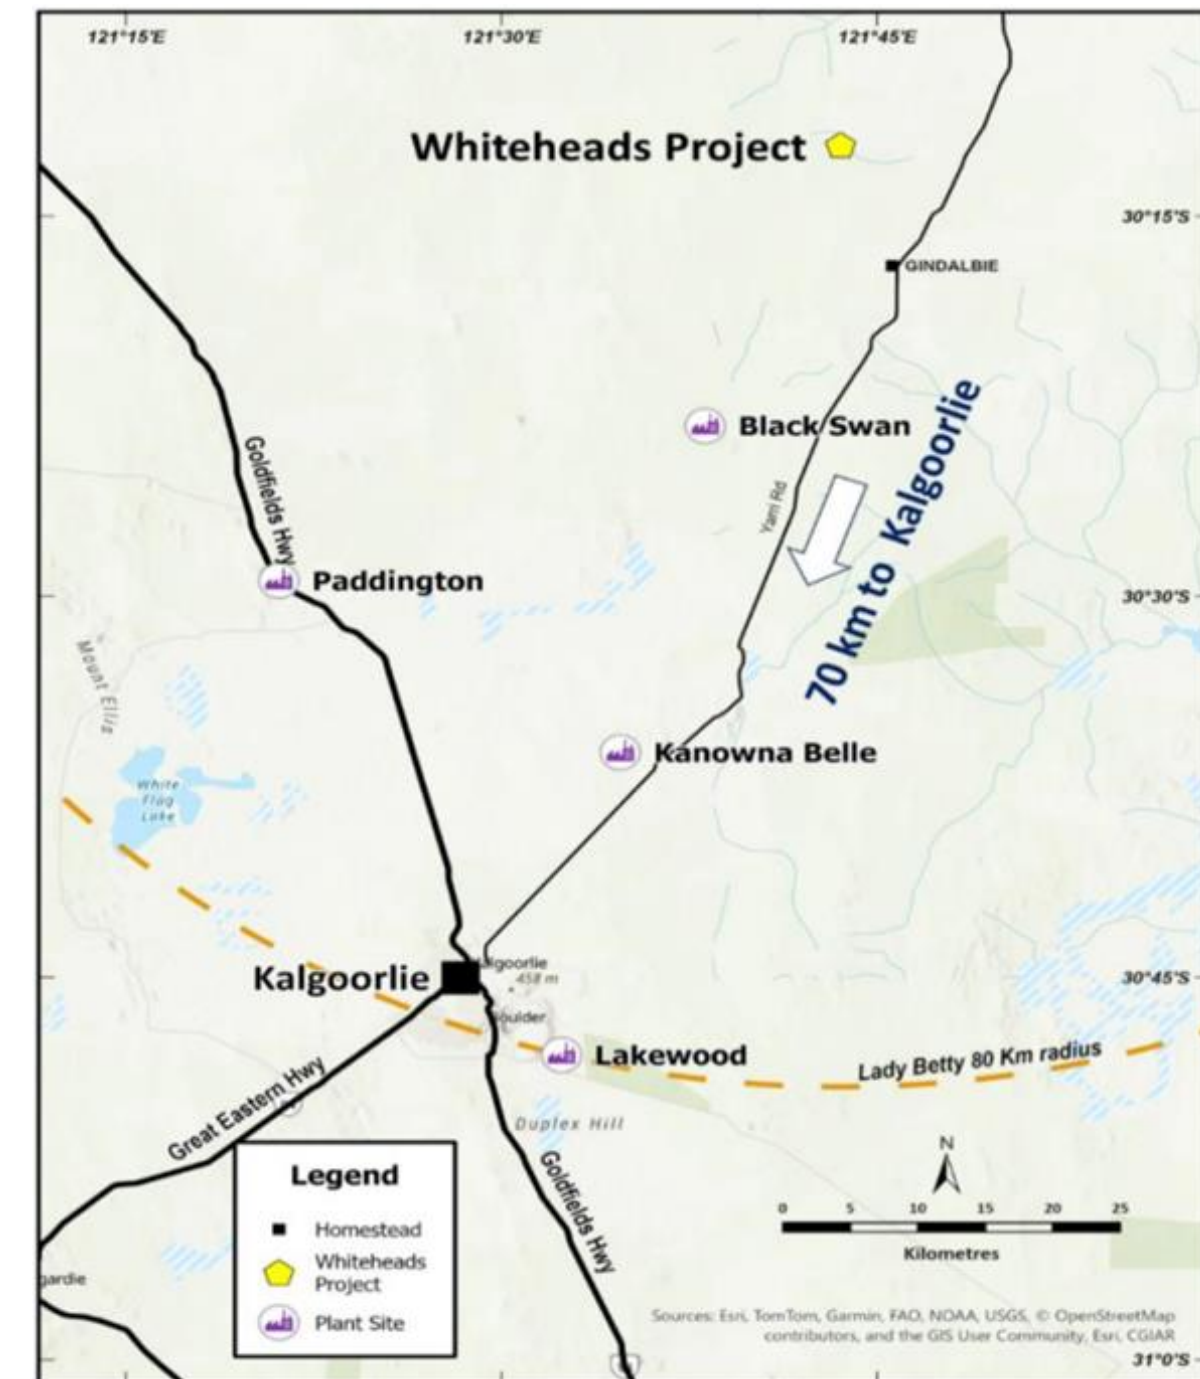 121°15'E
121°30'E
121°45'E
Whiteheads Project
30°15'S
GINDALBIE
Black Swan
Goldfields Hwy
Yarri Rd
70 km to Kalgoorlie
Paddington
30°30'S
Mount Ellis
Kanowna Belle
White
Flag
Lake
Kalgoorlie
Kalgoorlie
458 m
30°45'S
Boulder
Lakewood
Lady Betty 80 Km radius
Great Eastern Hwy
Duplex Hill
Goldfields Hwy
N
0 5 10 15 20 25
Kilometres
Legend
Homestead
Whiteheads
Project
Plant Site
gardie
Sources: Esri, TomTom, Garmin, FAO, NOAA, USGS, © OpenStreetMap
contributors, and the GIS User Community, Esri, CGIAR
31°0'S